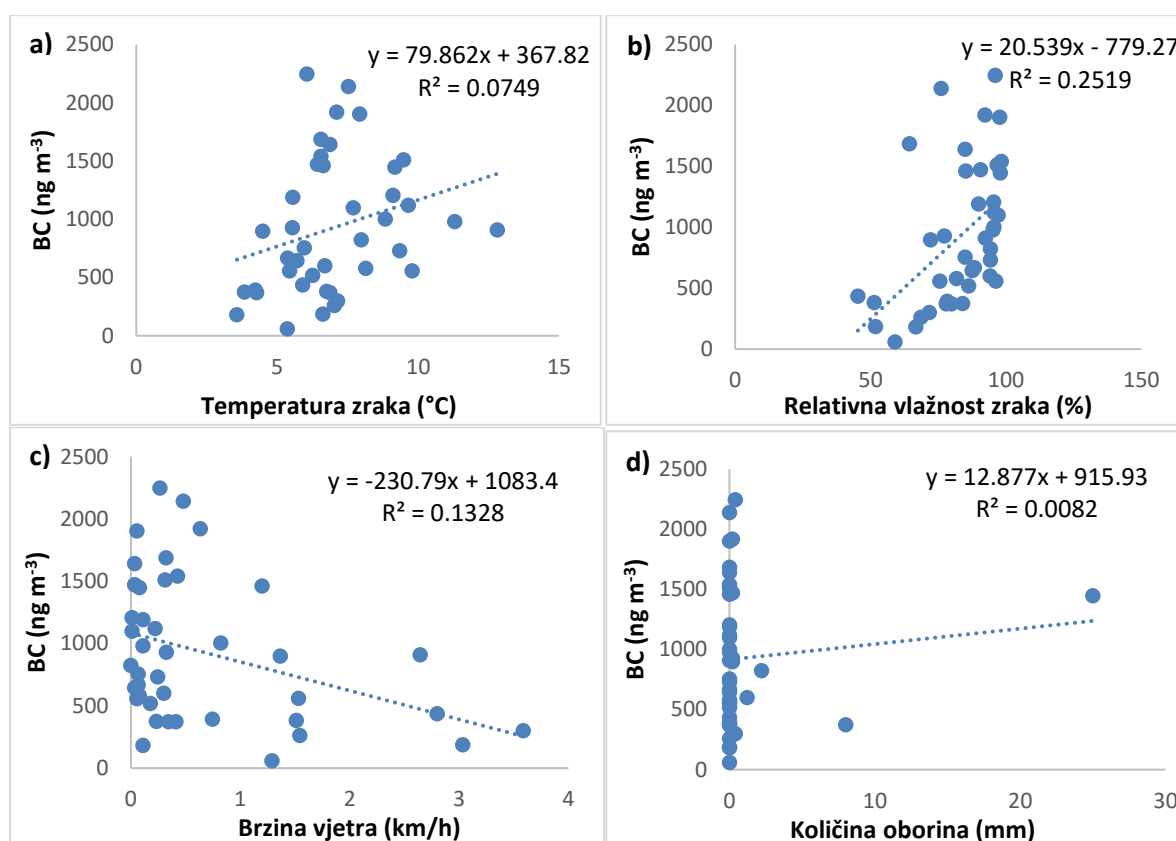 a)
y = 79.862x + 367.82
R² = 0.0749
BC (ng m⁻³)
2500
2000
1500
1000
500
0
0 5 10 15
Temperatura zraka (°C)
b)
y = 20.539x - 779.27
R² = 0.2519
BC (ng m⁻³)
2500
2000
1500
1000
500
0
0 50 100 150
Relativna vlažnost zraka (%)
c)
y = -230.79x + 1083.4
R² = 0.1328
BC (ng m⁻³)
2500
2000
1500
1000
500
0
0 1 2 3 4
Brzina vjetra (km/h)
d)
y = 12.877x + 915.93
R² = 0.0082
BC (ng m⁻³)
2500
2000
1500
1000
500
0
0 10 20 30
Količina oborina (mm)